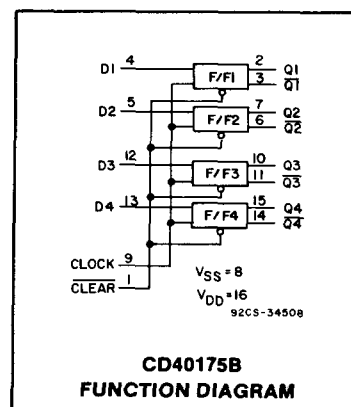 4 2
D1 F/F1 Q1
3 Q̅1̅
5 7
D2 F/F2 Q2
6 Q̅2̅
12 10
D3 F/F3 Q3
11 Q̅3̅
13 15
D4 F/F4 Q4
14 Q̅4̅
9
CLOCK
1 VSS = 8
C̅L̅E̅A̅R̅
VDD = 16
92CS-34508
CD40175B
FUNCTION DIAGRAM